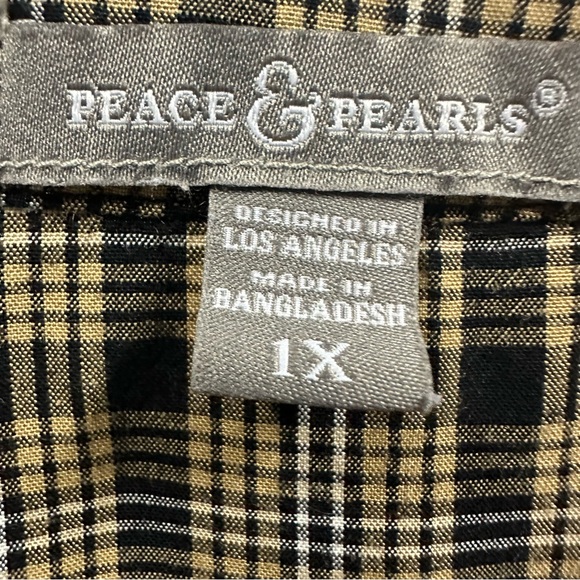 PEACE & PEARLS®
DESIGNED IN
LOS ANGELES
MADE IN
BANGLADESH
1X